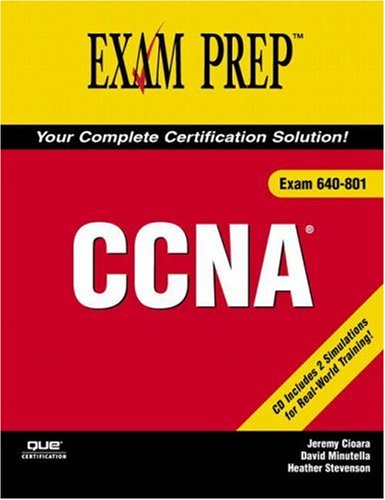 EXAM PREP™
Your Complete Certification Solution!
Exam 640-801
CCNA®
CD Includes 2 Simulations
for Real-World Training!
Jeremy Cioara
David Minutella
Heather Stevenson
que®
CERTIFICATION